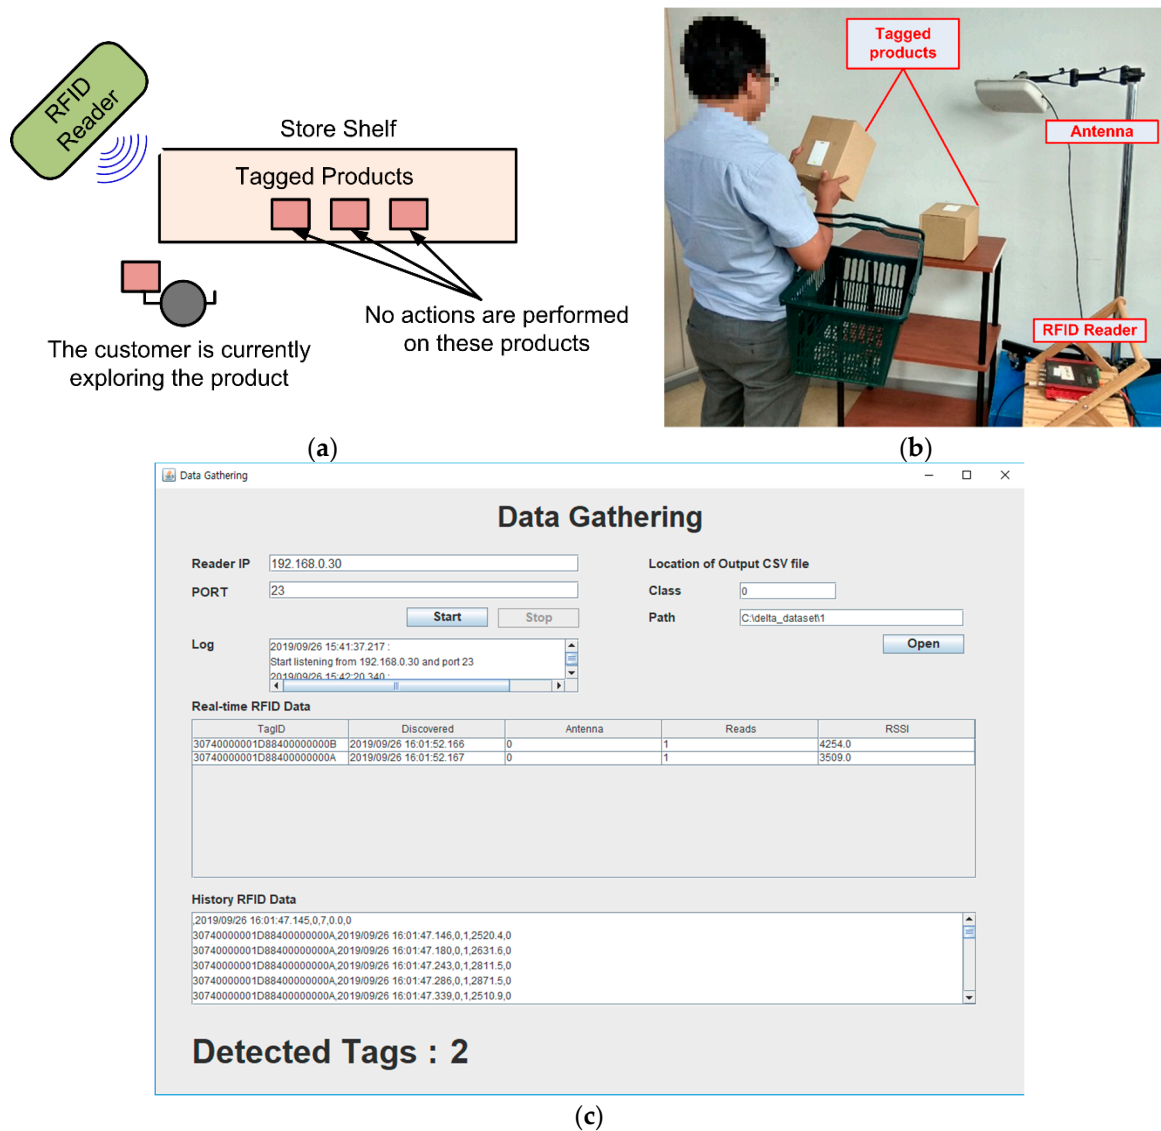 RFID
Reader
Store Shelf
Tagged Products
No actions are performed
on these products
The customer is currently
exploring the product
(a)
Tagged
products
Antenna
RFID Reader
(b)
Data Gathering
Data Gathering
Reader IP
192.168.0.30
PORT
23
Start
Stop
Location of Output CSV file
Class
0
Path
C:\delta_dataset\1
Open
Log
2019/09/26 15:41:37.217 :
Start listening from 192.168.0.30 and port 23
2019/09/26 15:42:20.340 :
Real-time RFID Data
TagID Discovered Antenna Reads RSSI
30740000001D88400000000B 2019/09/26 16:01:52.166 0 1 4254.0
30740000001D88400000000A 2019/09/26 16:01:52.167 0 1 3509.0
History RFID Data
,2019/09/26 16:01:47.145,0,7,0.0,0
30740000001D88400000000A,2019/09/26 16:01:47.146,0,1,2520.4,0
30740000001D88400000000A,2019/09/26 16:01:47.180,0,1,2631.6,0
30740000001D88400000000A,2019/09/26 16:01:47.243,0,1,2811.5,0
30740000001D88400000000A,2019/09/26 16:01:47.286,0,1,2871.5,0
30740000001D88400000000A,2019/09/26 16:01:47.339,0,1,2510.9,0
Detected Tags : 2
(c)